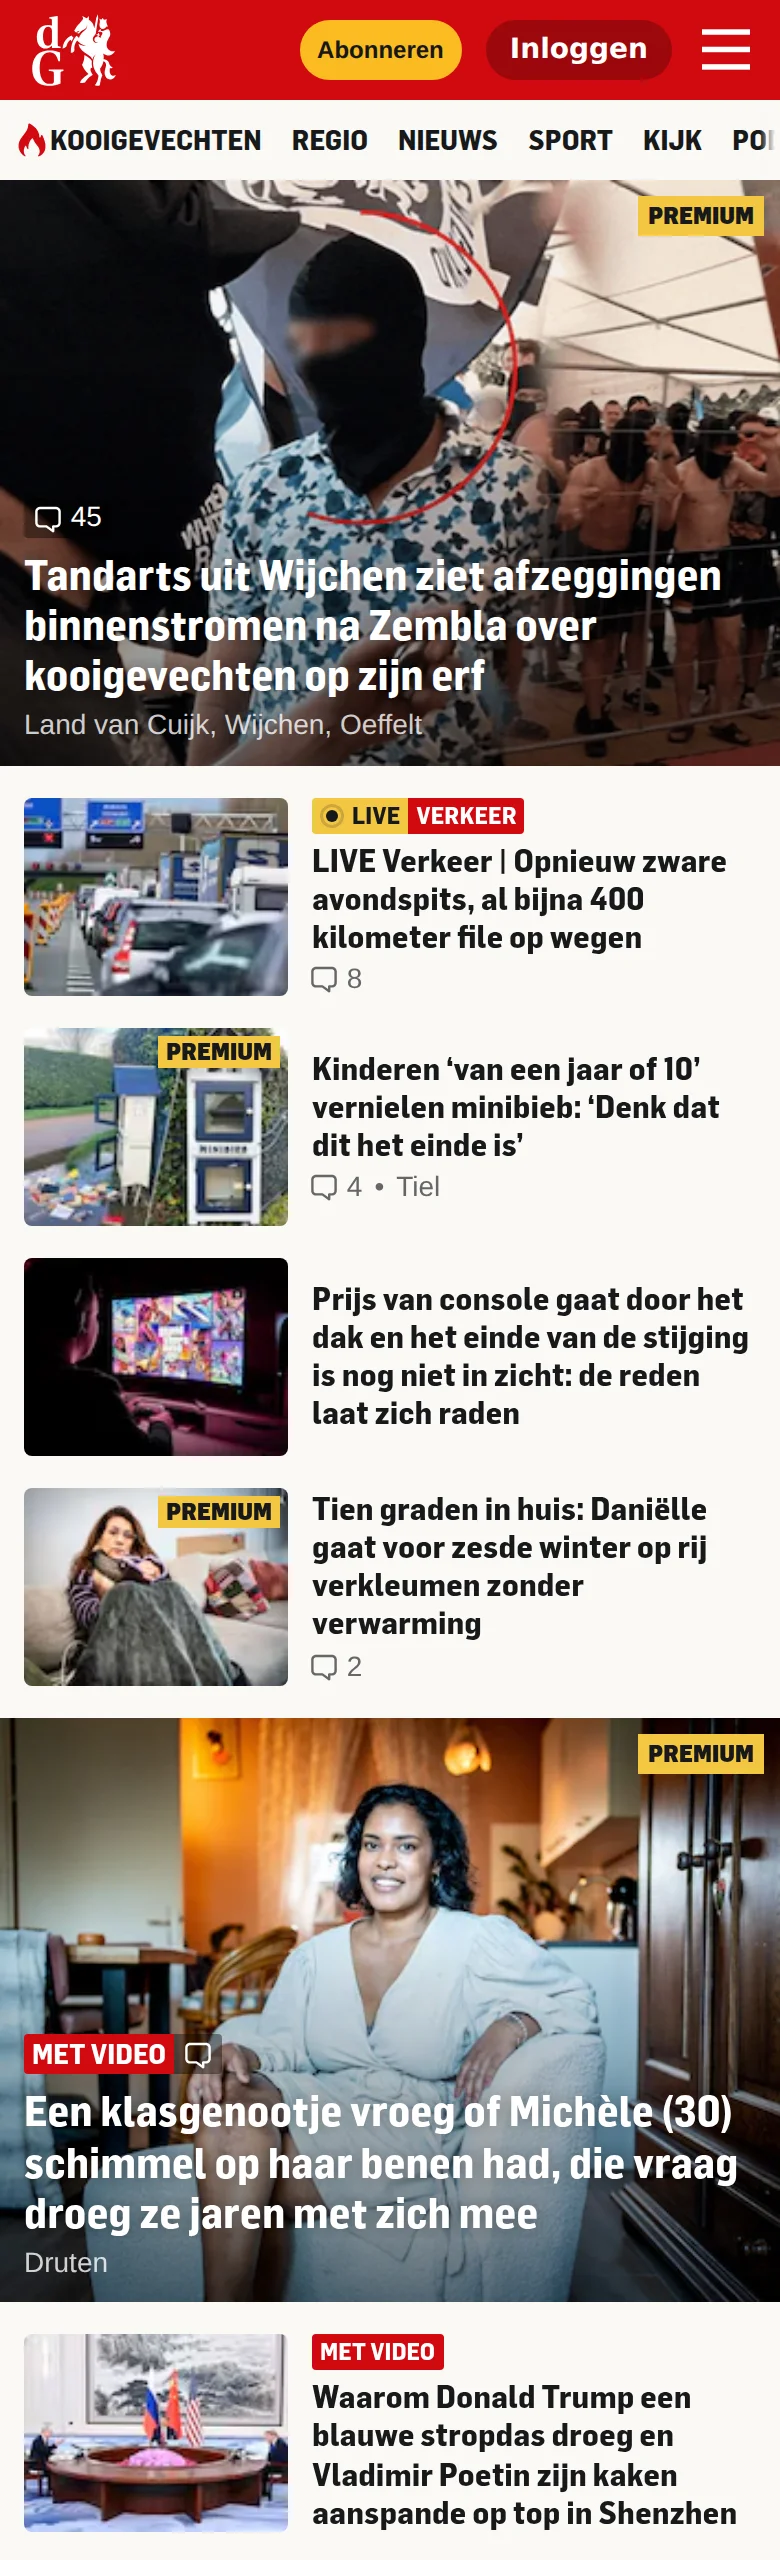 dG
Abonneren
Inloggen
KOOIGEVECHTEN REGIO NIEUWS SPORT KIJK
PREMIUM
45
Tandarts uit Wijchen ziet afzeggingen
binnenstromen na Zembla over
kooigevechten op zijn erf
Land van Cuijk, Wijchen, Oeffelt
LIVE VERKEER
LIVE Verkeer | Opnieuw zware
avondspits, al bijna 400
kilometer file op wegen
8
PREMIUM
MINIBIEB
Kinderen ‘van een jaar of 10’
vernielen minibieb: ‘Denk dat
dit het einde is’
4 • Tiel
Prijs van console gaat door het
dak en het einde van de stijging
is nog niet in zicht: de reden
laat zich raden
PREMIUM
Tien graden in huis: Daniëlle
gaat voor zesde winter op rij
verkleumen zonder
verwarming
2
PREMIUM
MET VIDEO
Een klasgenootje vroeg of Michèle (30)
schimmel op haar benen had, die vraag
droeg ze jaren met zich mee
Druten
MET VIDEO
Waarom Donald Trump een
blauwe stropdas droeg en
Vladimir Poetin zijn kaken
aanspande op top in Shenzhen